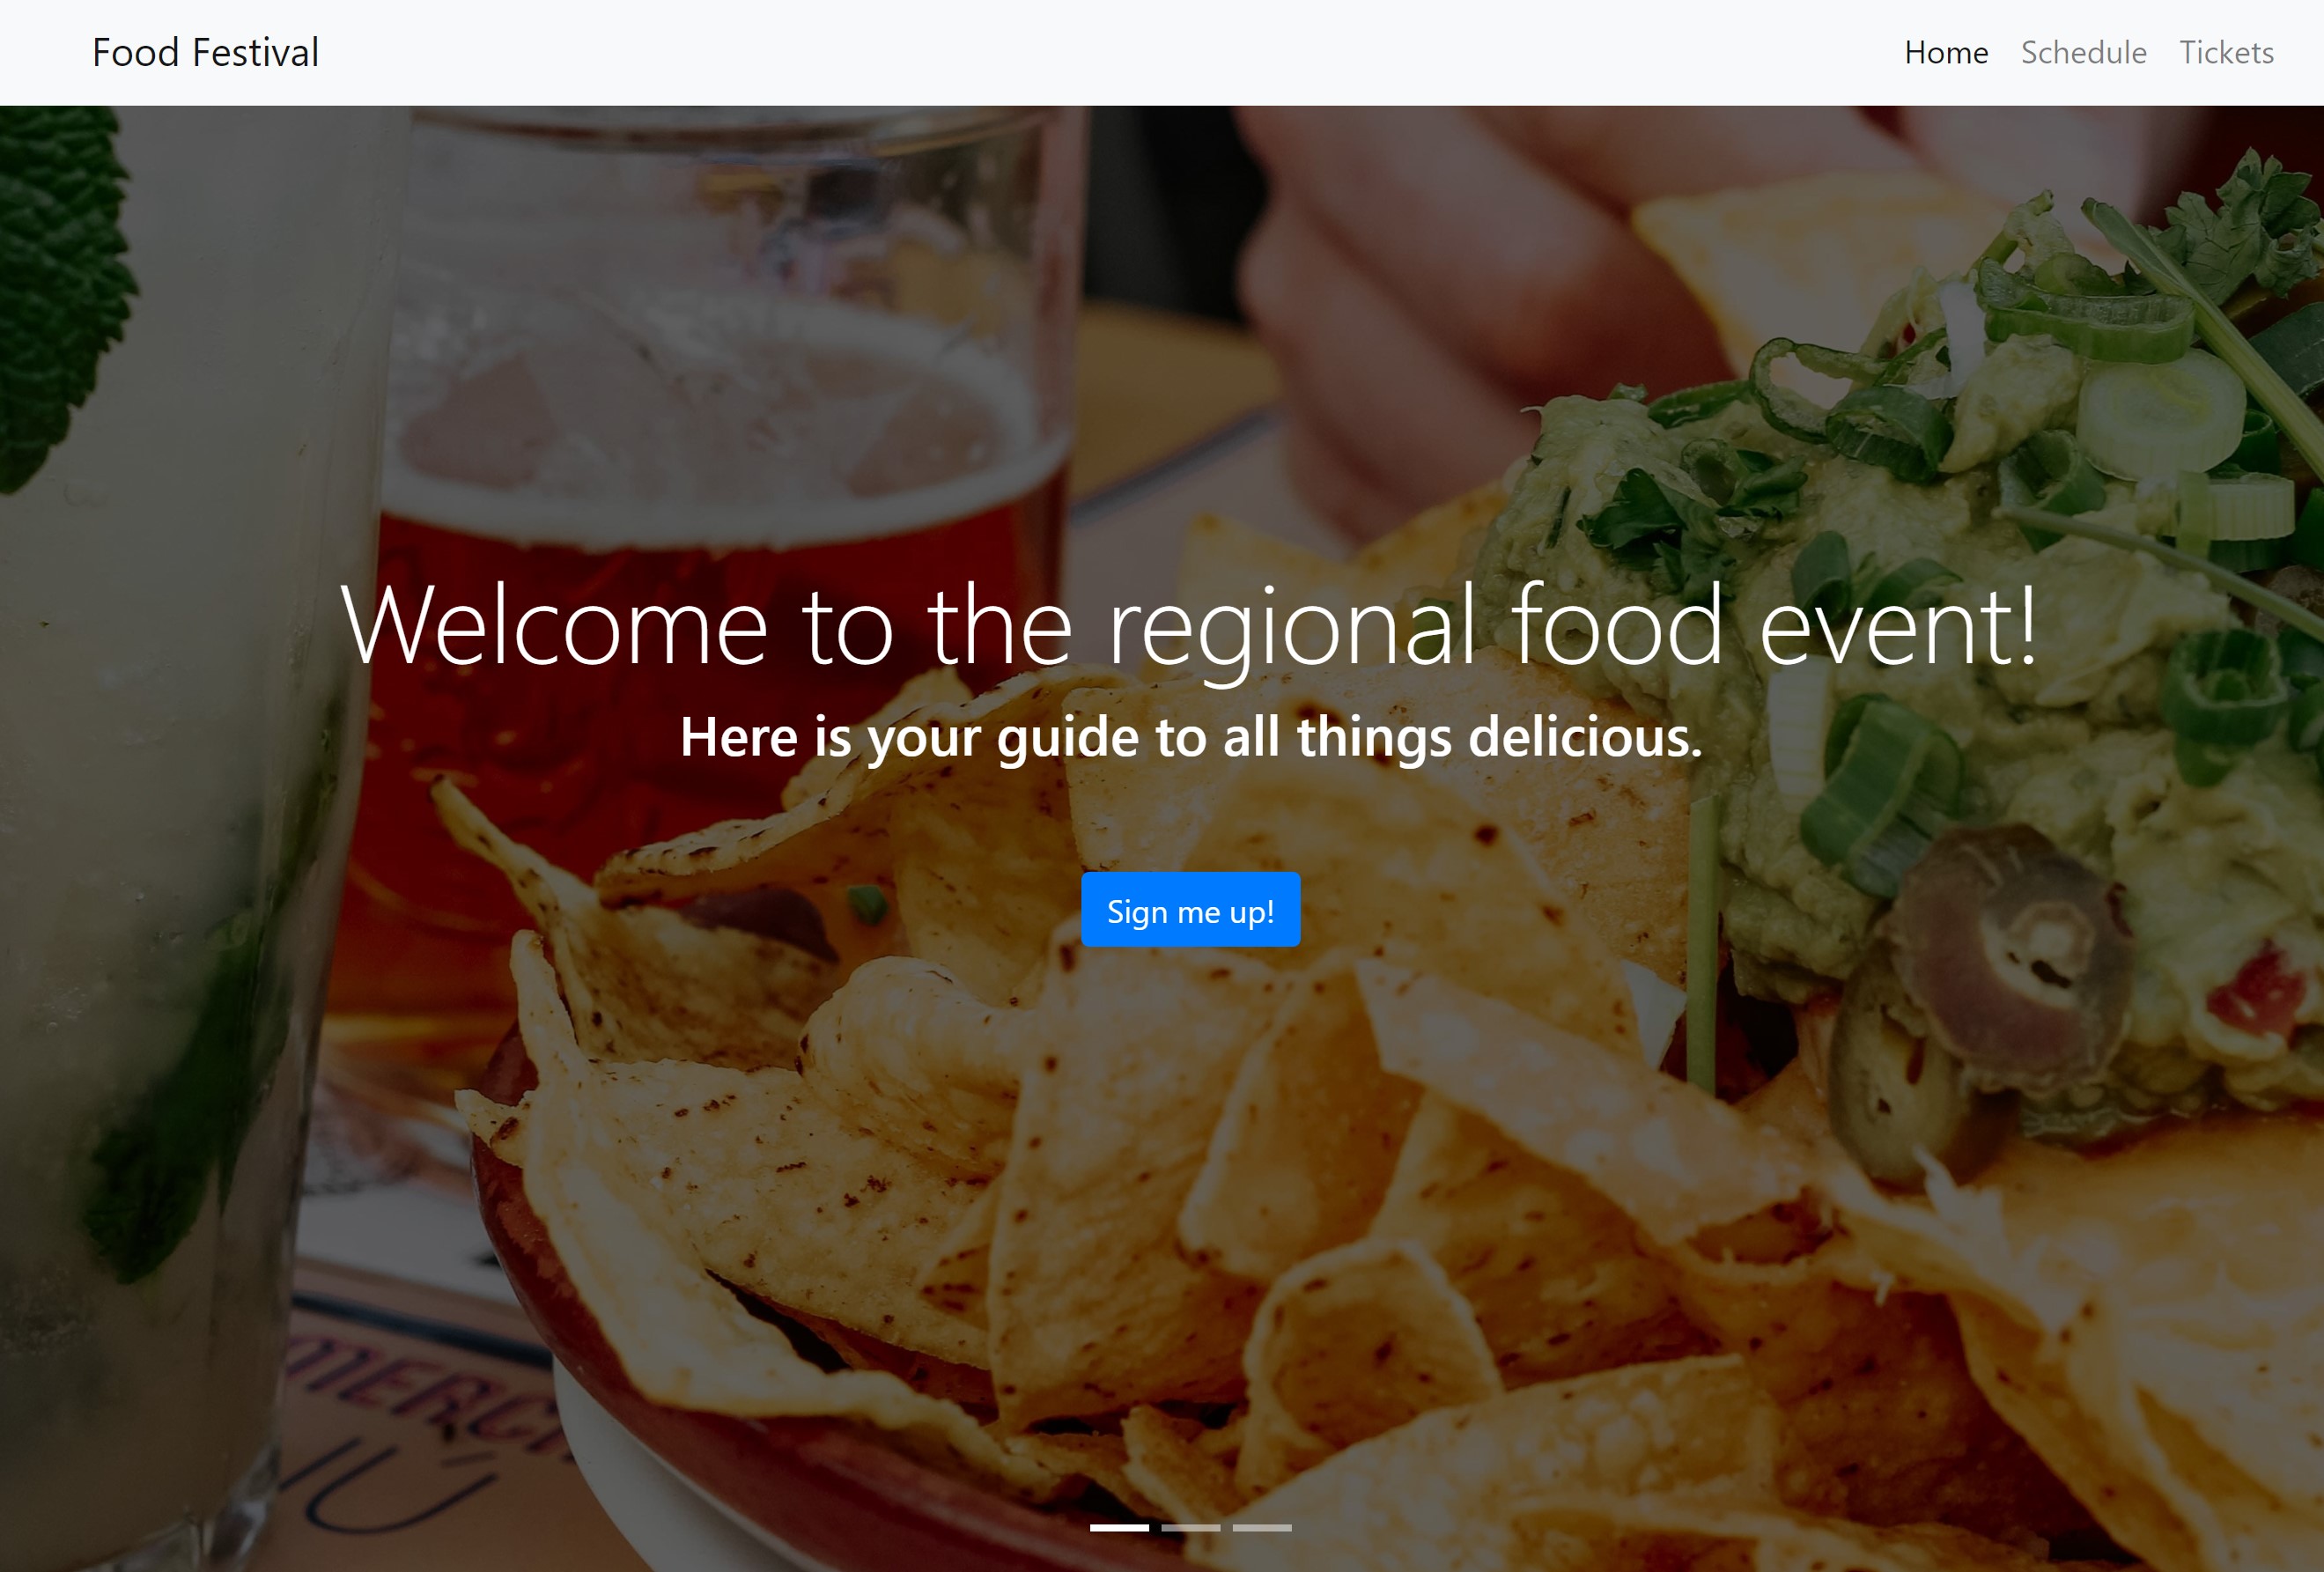 Food Festival
Home Schedule Tickets
Welcome to the regional food event!
Here is your guide to all things delicious.
Sign me up!